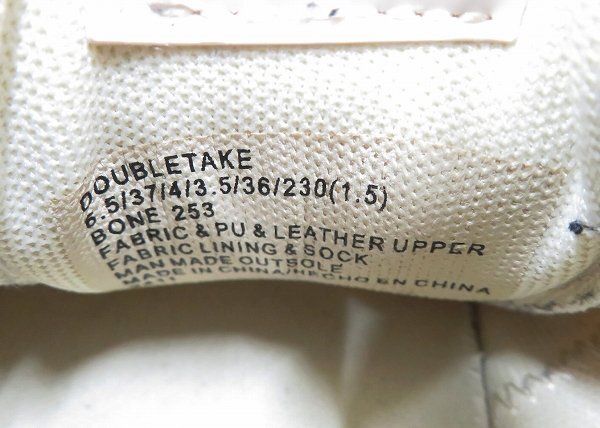 DOUBLETAKE
6.5/37/4/3.5/36/230(1.5)
BONE 253
FABRIC & PU & LEATHER UPPER
FABRIC LINING & SOCK
MAN MADE OUTSOLE
MADE IN CHINA/HECHO EN CHINA